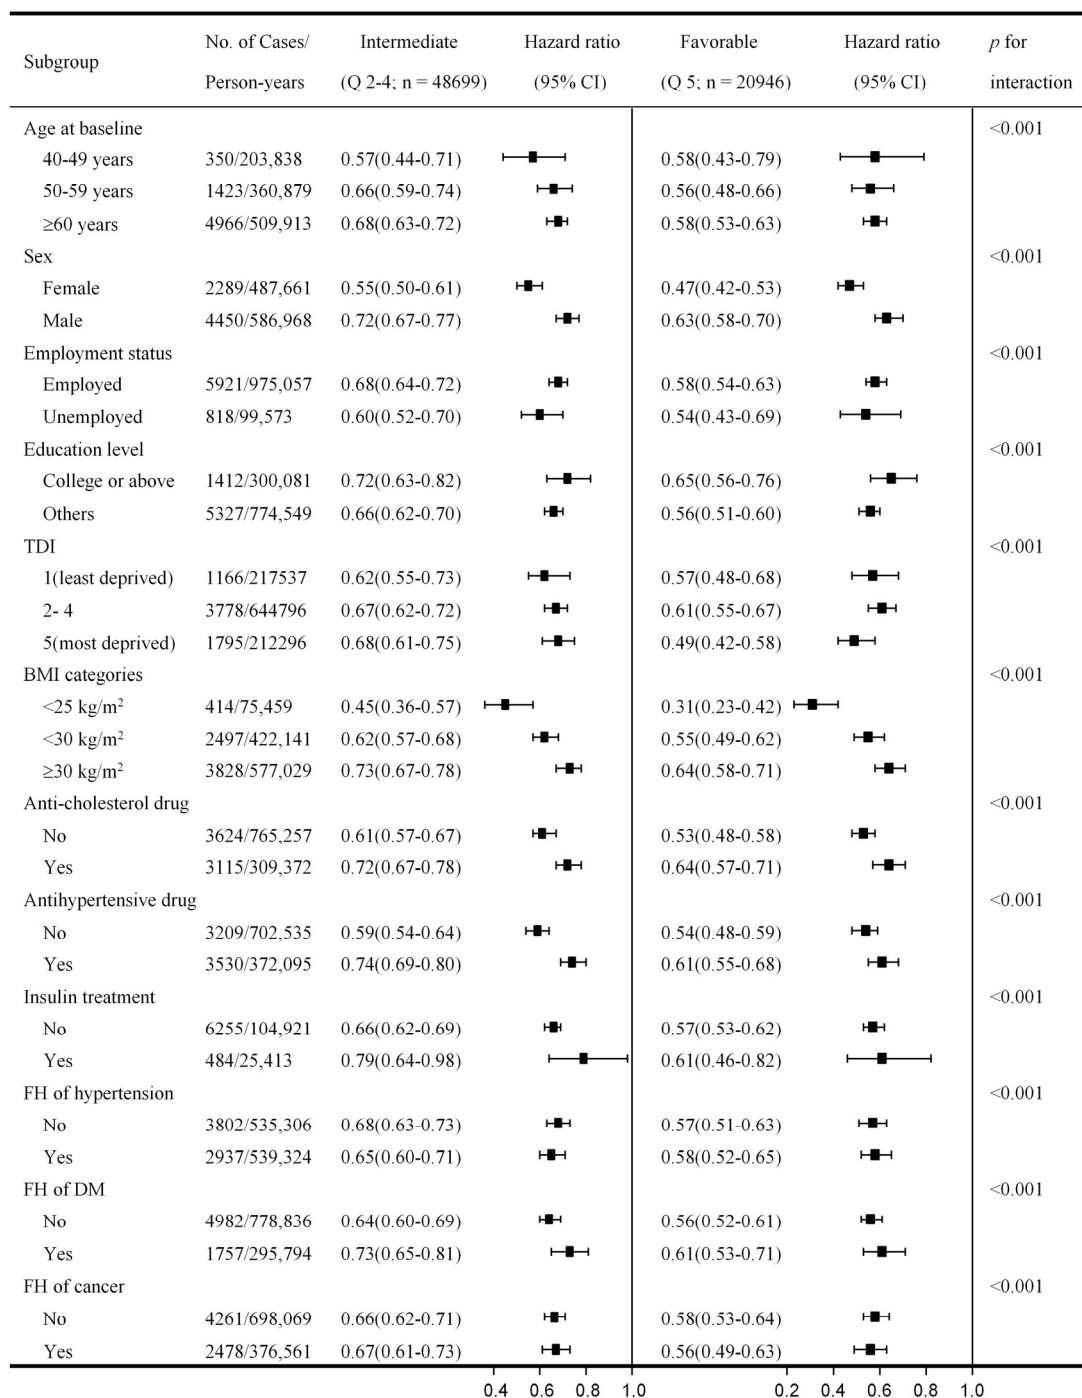 Subgroup No. of Cases/ Person-years Intermediate (Q 2-4; n = 48699) Hazard ratio (95% CI) Favorable (Q 5; n = 20946) Hazard ratio (95% CI) p for interaction
Age at baseline <0.001
40-49 years 350/203,838 0.57(0.44-0.71) 0.58(0.43-0.79)
50-59 years 1423/360,879 0.66(0.59-0.74) 0.56(0.48-0.66)
≥60 years 4966/509,913 0.68(0.63-0.72) 0.58(0.53-0.63)
Sex <0.001
Female 2289/487,661 0.55(0.50-0.61) 0.47(0.42-0.53)
Male 4450/586,968 0.72(0.67-0.77) 0.63(0.58-0.70)
Employment status <0.001
Employed 5921/975,057 0.68(0.64-0.72) 0.58(0.54-0.63)
Unemployed 818/99,573 0.60(0.52-0.70) 0.54(0.43-0.69)
Education level <0.001
College or above 1412/300,081 0.72(0.63-0.82) 0.65(0.56-0.76)
Others 5327/774,549 0.66(0.62-0.70) 0.56(0.51-0.60)
TDI <0.001
1(least deprived) 1166/217537 0.62(0.55-0.73) 0.57(0.48-0.68)
2- 4 3778/644796 0.67(0.62-0.72) 0.61(0.55-0.67)
5(most deprived) 1795/212296 0.68(0.61-0.75) 0.49(0.42-0.58)
BMI categories <0.001
<25 kg/m² 414/75,459 0.45(0.36-0.57) 0.31(0.23-0.42)
<30 kg/m² 2497/422,141 0.62(0.57-0.68) 0.55(0.49-0.62)
≥30 kg/m² 3828/577,029 0.73(0.67-0.78) 0.64(0.58-0.71)
Anti-cholesterol drug <0.001
No 3624/765,257 0.61(0.57-0.67) 0.53(0.48-0.58)
Yes 3115/309,372 0.72(0.67-0.78) 0.64(0.57-0.71)
Antihypertensive drug <0.001
No 3209/702,535 0.59(0.54-0.64) 0.54(0.48-0.59)
Yes 3530/372,095 0.74(0.69-0.80) 0.61(0.55-0.68)
Insulin treatment <0.001
No 6255/104,921 0.66(0.62-0.69) 0.57(0.53-0.62)
Yes 484/25,413 0.79(0.64-0.98) 0.61(0.46-0.82)
FH of hypertension <0.001
No 3802/535,306 0.68(0.63-0.73) 0.57(0.51-0.63)
Yes 2937/539,324 0.65(0.60-0.71) 0.58(0.52-0.65)
FH of DM <0.001
No 4982/778,836 0.64(0.60-0.69) 0.56(0.52-0.61)
Yes 1757/295,794 0.73(0.65-0.81) 0.61(0.53-0.71)
FH of cancer <0.001
No 4261/698,069 0.66(0.62-0.71) 0.58(0.53-0.64)
Yes 2478/376,561 0.67(0.61-0.73) 0.56(0.49-0.63)
0.4 0.6 0.8 1.0 0.2 0.4 0.6 0.8 1.0